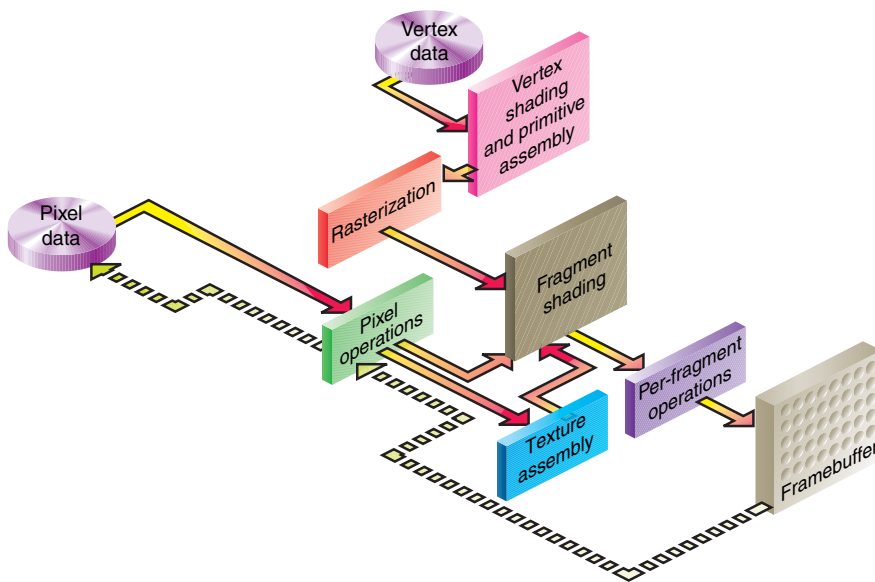 Vertex
data
Vertex
shading
and primitive
assembly
Rasterization
Pixel
data
Fragment
shading
Pixel
operations
Per-fragment
operations
Texture
assembly
Framebuffer